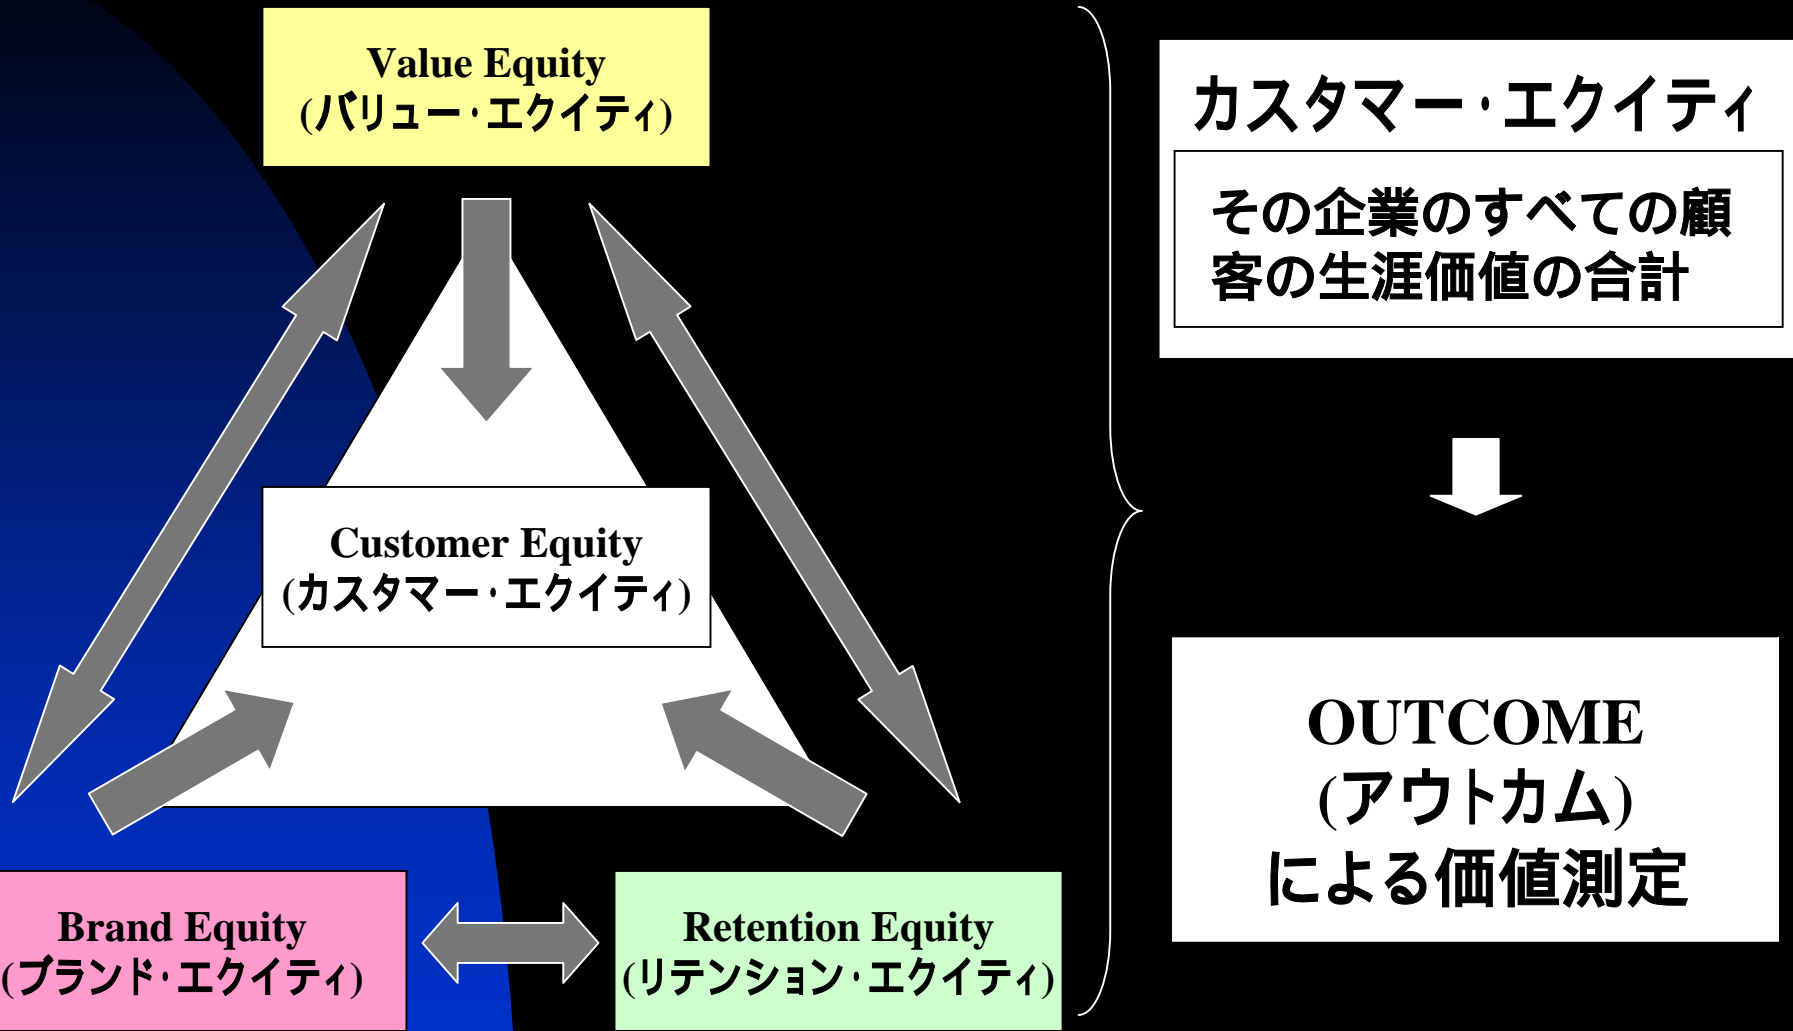 Value Equity
(バリュー・エクイティ)
Customer Equity
(カスタマー・エクイティ)
Brand Equity
(ブランド・エクイティ)
Retention Equity
(リテンション・エクイティ)
カスタマー・エクイティ
その企業のすべての顧
客の生涯価値の合計
OUTCOME
(アウトカム)
による価値測定